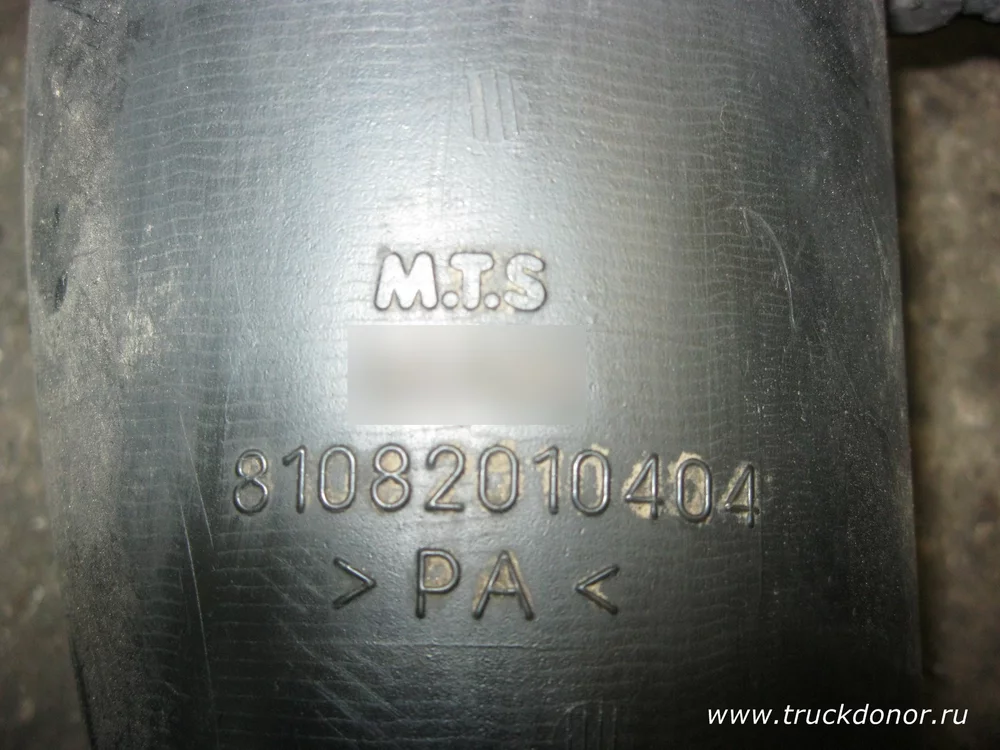 M.T.S
81082010404
> PA <
www.truckdonor.ru